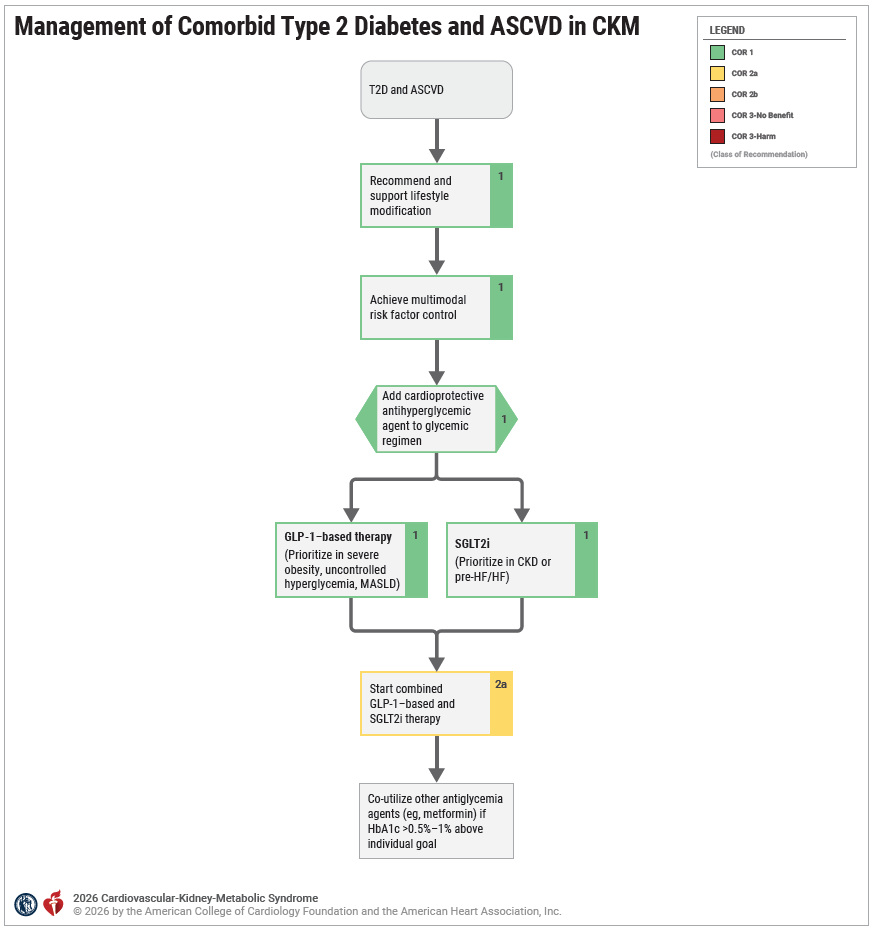 Management of Comorbid Type 2 Diabetes and ASCVD in CKM
LEGEND
COR 1
COR 2a
COR 2b
COR 3-No Benefit
COR 3-Harm
(Class of Recommendation)
T2D and ASCVD
Recommend and
support lifestyle
modification
1
Achieve multimodal
risk factor control
1
Add cardioprotective
antihyperglycemic
agent to glycemic
regimen
1
GLP-1–based therapy
(Prioritize in severe
obesity, uncontrolled
hyperglycemia, MASLD)
1
SGLT2i
(Prioritize in CKD or
pre-HF/HF)
1
Start combined
GLP-1–based and
SGLT2i therapy
2a
Co-utilize other antiglycemia
agents (eg, metformin) if
HbA1c >0.5%–1% above
individual goal
2026 Cardiovascular-Kidney-Metabolic Syndrome
© 2026 by the American College of Cardiology Foundation and the American Heart Association, Inc.